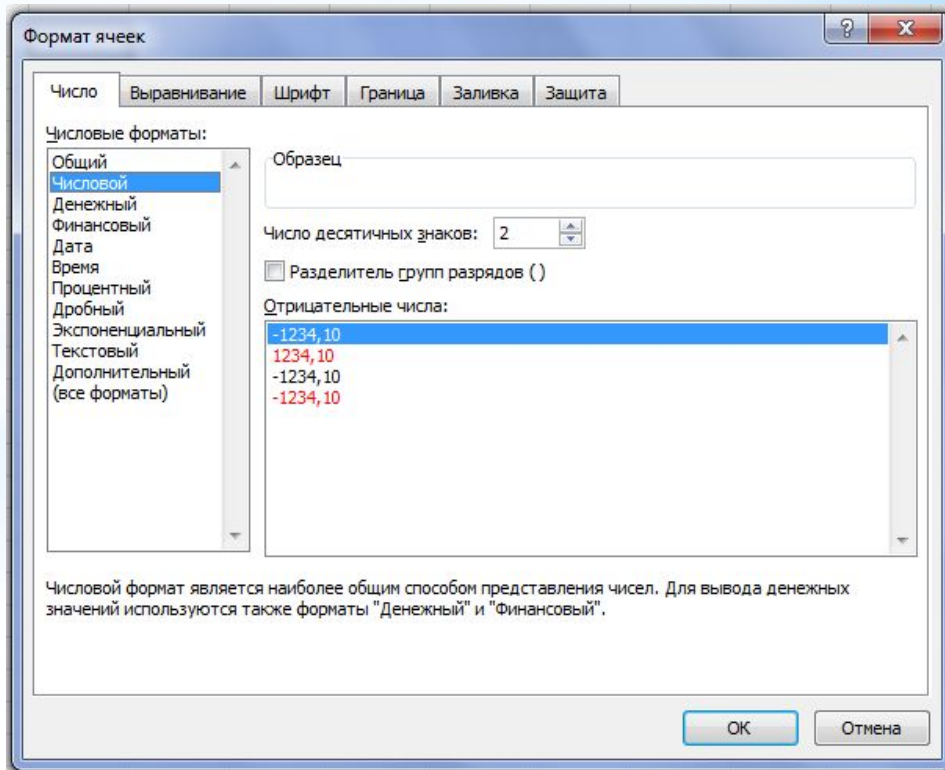 Формат ячеек
Число Выравнивание Шрифт Граница Заливка Защита
Числовые форматы:
Общий
Числовой
Денежный
Финансовый
Дата
Время
Процентный
Дробный
Экспоненциальный
Текстовый
Дополнительный
(все форматы)
Образец
Число десятичных знаков: 2
Разделитель групп разрядов ( )
Отрицательные числа:
-1234,10
1234,10
-1234,10
-1234,10
Числовой формат является наиболее общим способом представления чисел. Для вывода денежных
значений используются также форматы "Денежный" и "Финансовый".
ОК Отмена